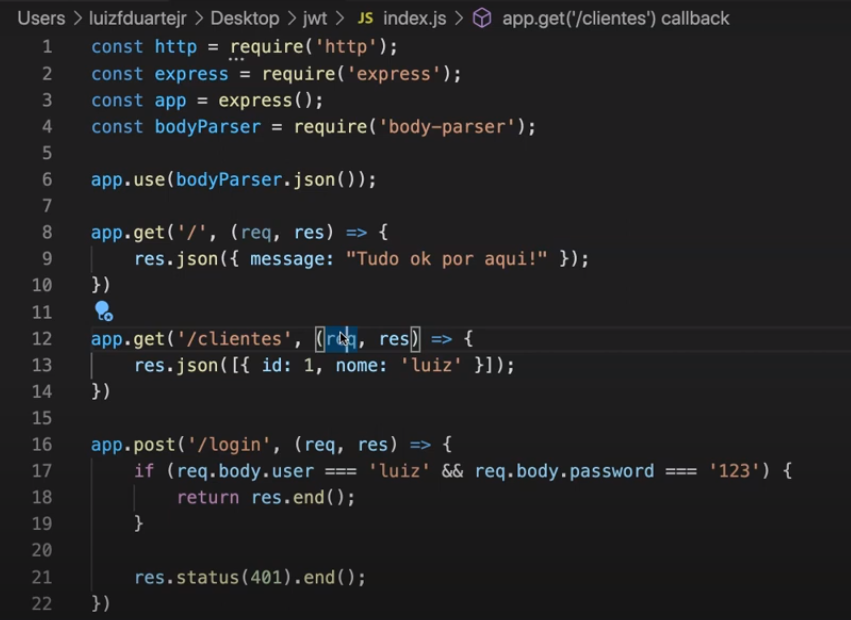 Users > luizfduartejr > Desktop > jwt > JS index.js > app.get('/clientes') callback
1 const http = require('http');
2 const express = require('express');
3 const app = express();
4 const bodyParser = require('body-parser');
5
6 app.use(bodyParser.json());
7
8 app.get('/', (req, res) => {
9     res.json({ message: "Tudo ok por aqui!" });
10 })
11
12 app.get('/clientes', (req, res) => {
13     res.json([{ id: 1, nome: 'luiz' }]);
14 })
15
16 app.post('/login', (req, res) => {
17     if (req.body.user === 'luiz' && req.body.password === '123') {
18         return res.end();
19     }
20
21     res.status(401).end();
22 })